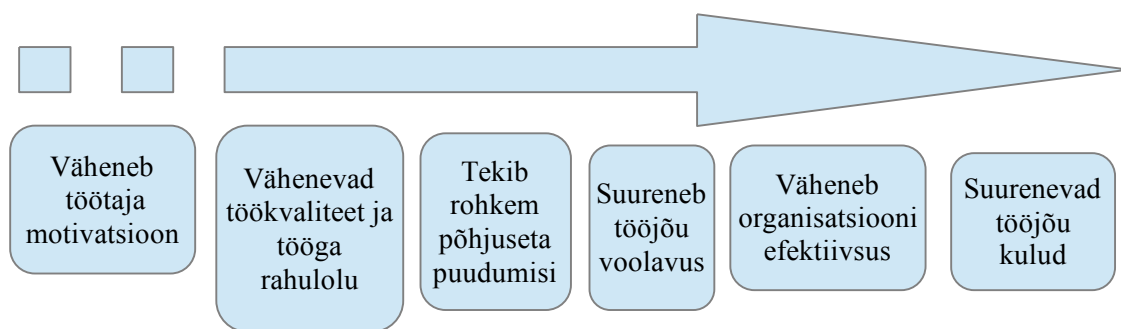 Väheneb
töötaja
motivatsioon
Vähenevad
töökvaliteet ja
tööga
rahulolu
Tekib
rohkem
põhjuseta
puudumisi
Suureneb
tööjõu
voolavus
Väheneb
organisatsiooni
efektiivsus
Suurenevad
tööjõu
kulud